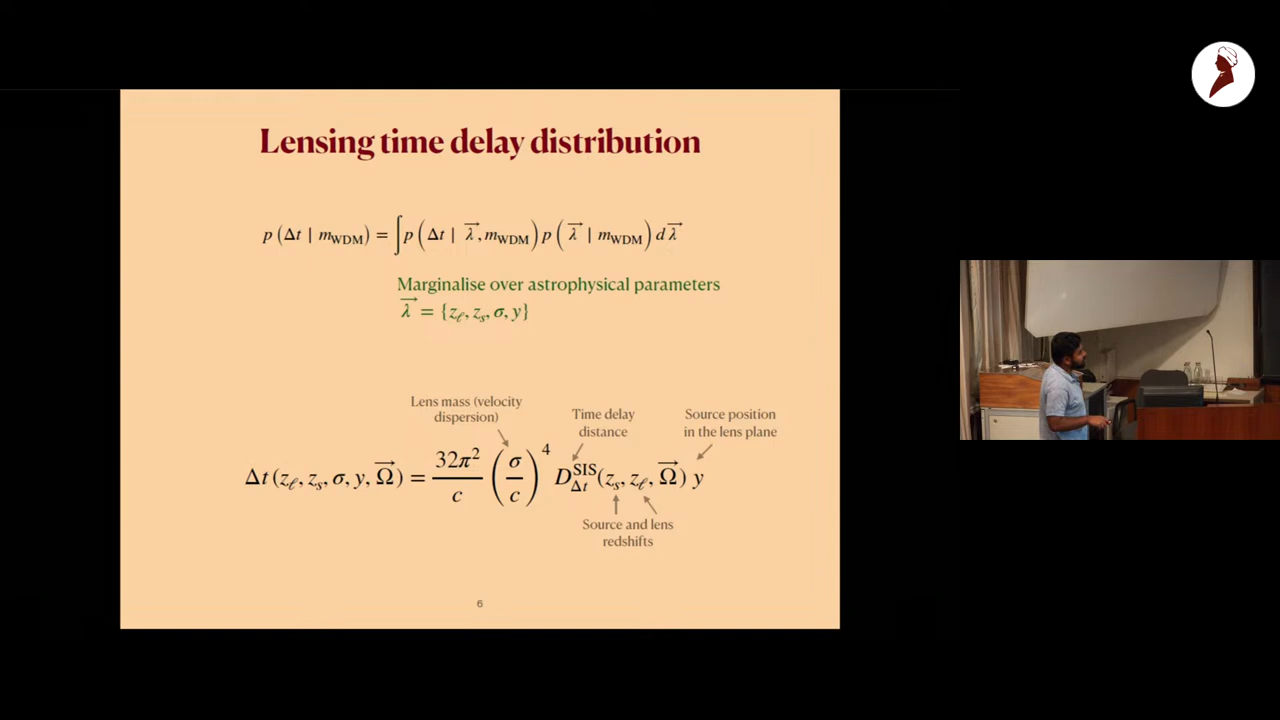 Lensing time delay distribution
p (Δt | m_WDM) = ∫ p (Δt | λ⃗, m_WDM) p (λ⃗ | m_WDM) dλ⃗
Marginalise over astrophysical parameters
λ⃗ = {z_ℓ, z_s, σ, y}
Lens mass (velocity
dispersion)
Time delay
distance
Source position
in the lens plane
Δt (z_ℓ, z_s, σ, y, Ω⃗) = 32π²/c (σ/c)⁴ D_Δt^SIS(z_s, z_ℓ, Ω⃗) y
Source and lens
redshifts
6